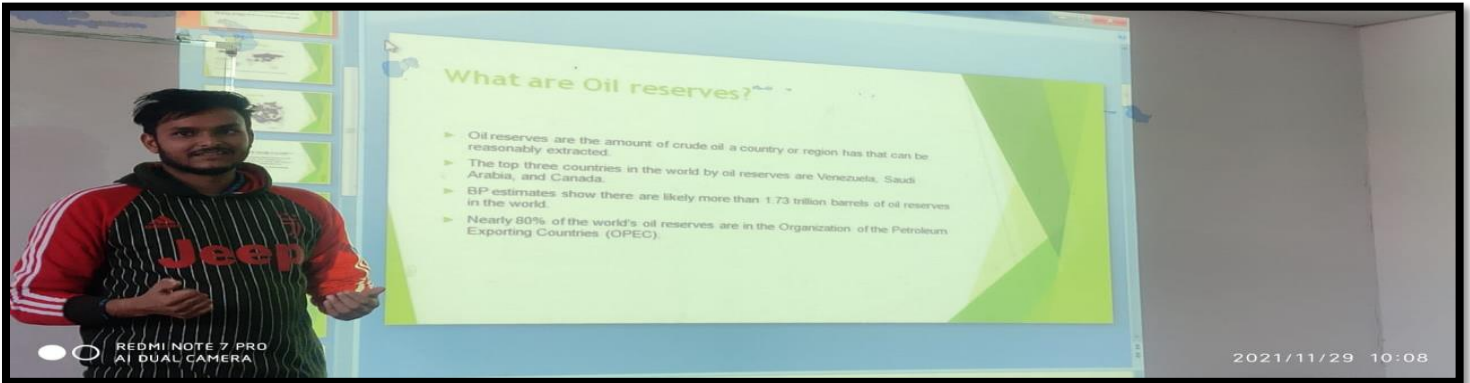 What are Oil reserves?
Oil reserves are the amount of crude oil a country or region has that can be
reasonably extracted.
The top three countries in the world by oil reserves are Venezuela, Saudi
Arabia, and Canada.
BP estimates show there are likely more than 1.73 trillion barrels of oil reserves
in the world.
Nearly 80% of the world's oil reserves are in the Organization of the Petroleum
Exporting Countries (OPEC).
Jeep
REDMI NOTE 7 PRO
AI DUAL CAMERA
2021/11/29 10:08